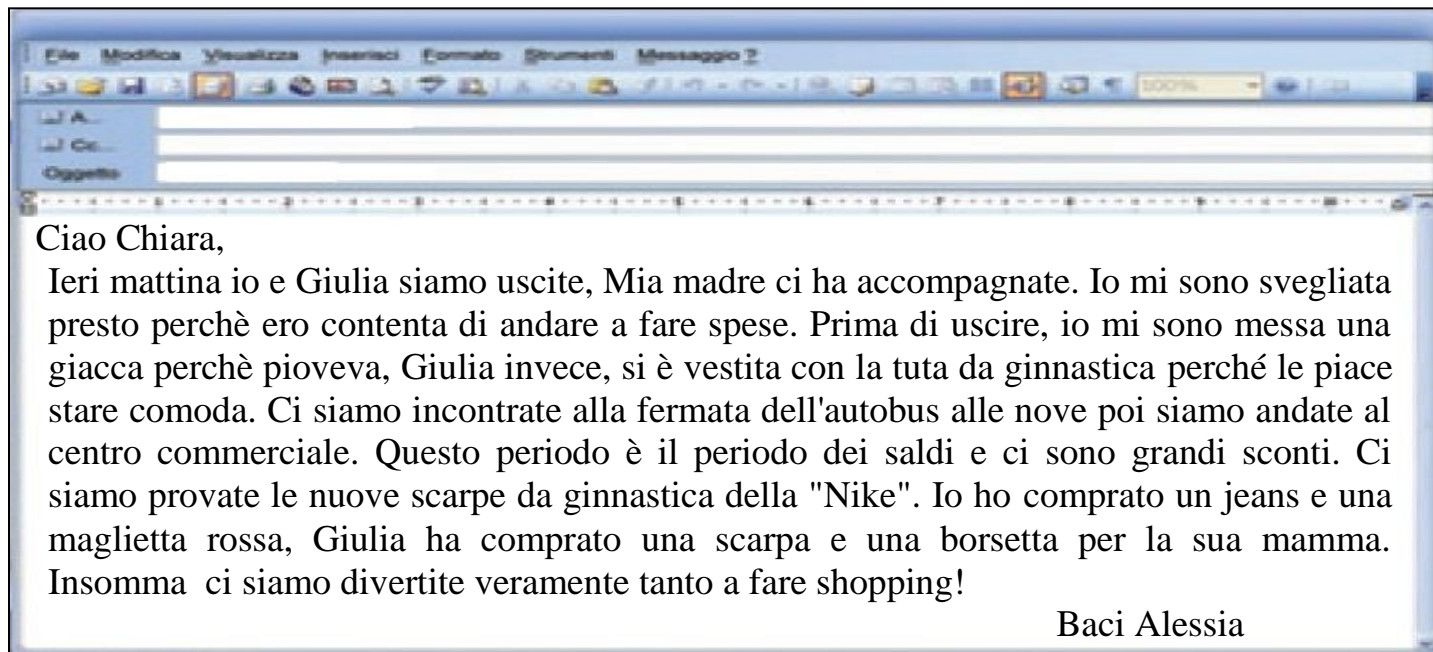 File Modifica Visualizza Inserisci Formato Strumenti Messaggio ?
100%
A...
Cc...
Oggetto
Ciao Chiara,
Ieri mattina io e Giulia siamo uscite, Mia madre ci ha accompagnate. Io mi sono svegliata
presto perchè ero contenta di andare a fare spese. Prima di uscire, io mi sono messa una
giacca perchè pioveva, Giulia invece, si è vestita con la tuta da ginnastica perché le piace
stare comoda. Ci siamo incontrate alla fermata dell'autobus alle nove poi siamo andate al
centro commerciale. Questo periodo è il periodo dei saldi e ci sono grandi sconti. Ci
siamo provate le nuove scarpe da ginnastica della "Nike". Io ho comprato un jeans e una
maglietta rossa, Giulia ha comprato una scarpa e una borsetta per la sua mamma.
Insomma ci siamo divertite veramente tanto a fare shopping!
Baci Alessia